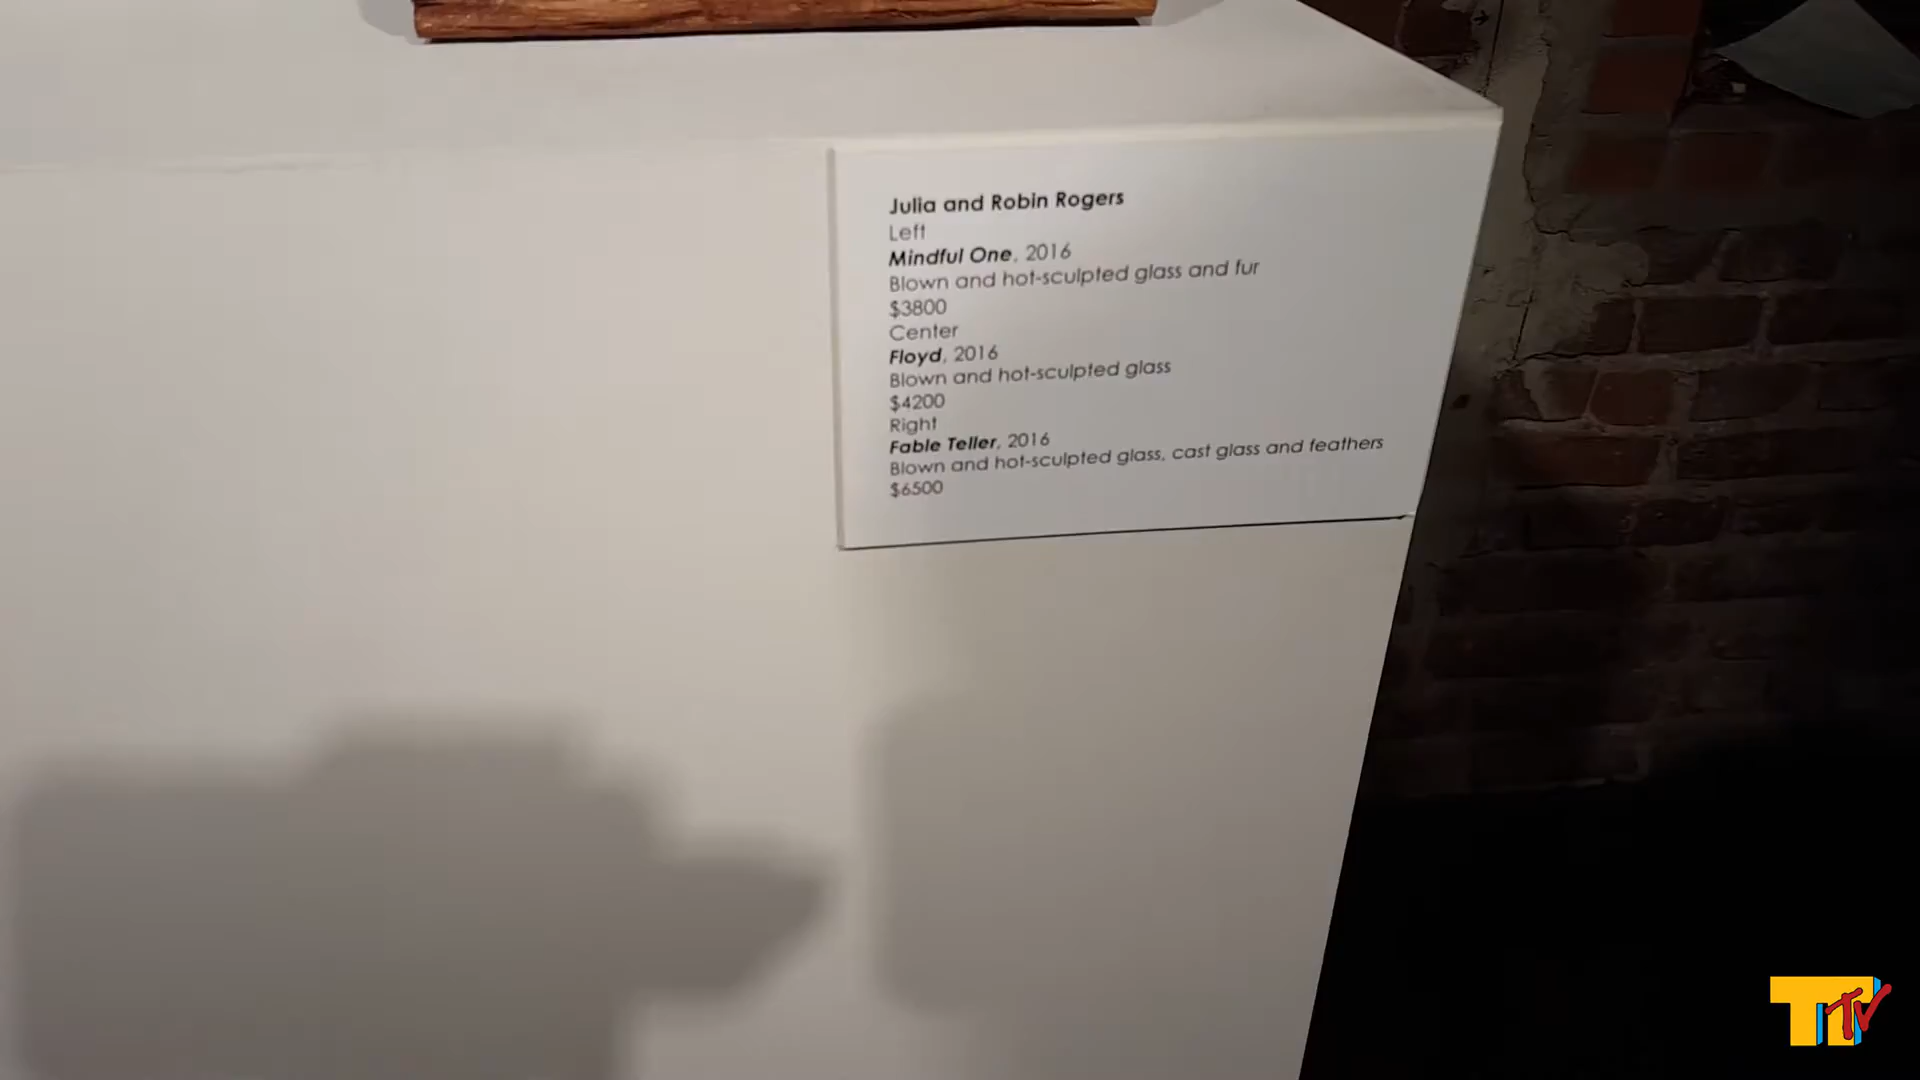 Julia and Robin Rogers
Left
Mindful One, 2016
Blown and hot-sculpted glass and fur
$3800
Center
Floyd, 2016
Blown and hot-sculpted glass
$4200
Right
Fable Teller, 2016
Blown and hot-sculpted glass, cast glass and feathers
$6500